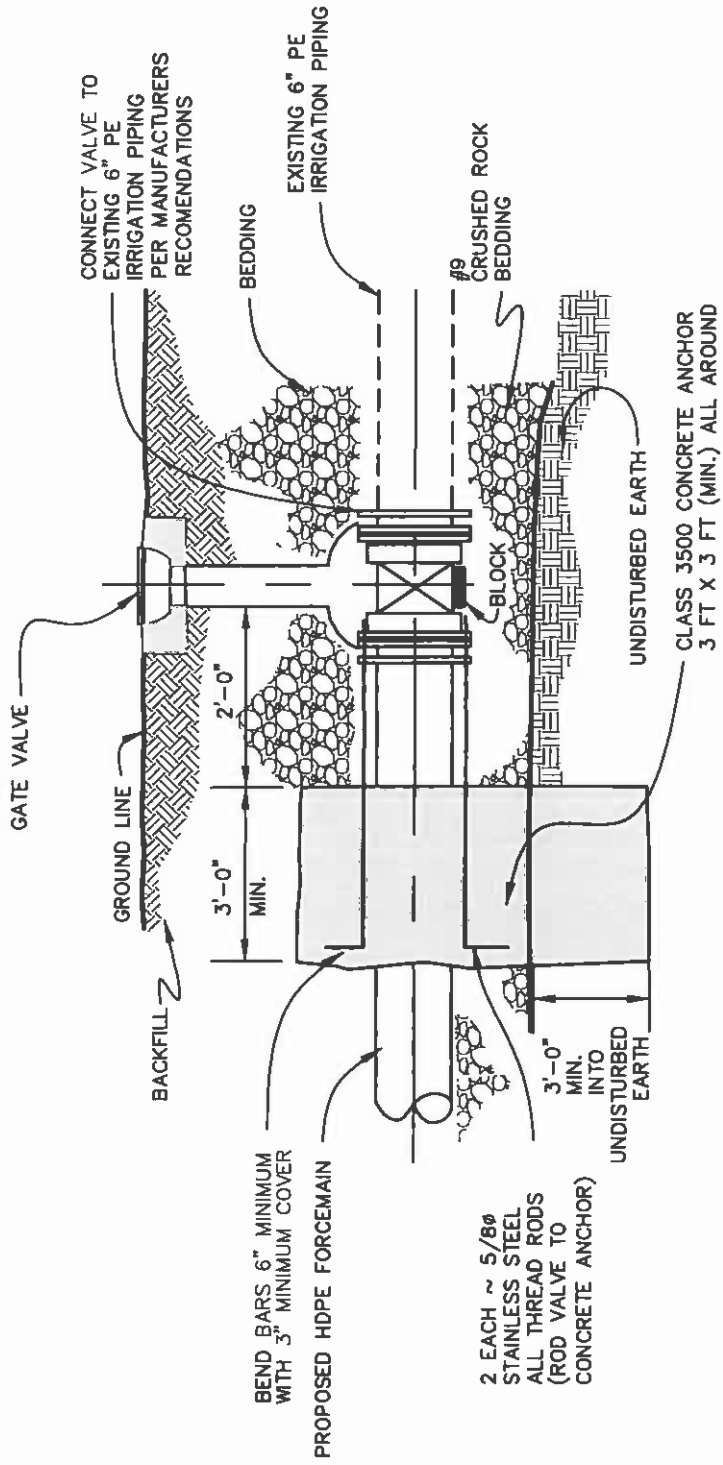 GATE VALVE
GROUND LINE
BACKFILL
2'-0"
3'-0"
MIN.
CONNECT VALVE TO
EXISTING 6" PE
IRRIGATION PIPING
PER MANUFACTURERS
RECOMENDATIONS
BEDDING
EXISTING 6" PE
IRRIGATION PIPING
#9
CRUSHED ROCK
BEDDING
BEND BARS 6" MINIMUM
WITH 3" MINIMUM COVER
PROPOSED HDPE FORCEMAIN
2 EACH ~ 5/8ø
STAINLESS STEEL
ALL THREAD RODS
(ROD VALVE TO
CONCRETE ANCHOR)
BLOCK
3'-0"
MIN.
INTO
UNDISTURBED
EARTH
UNDISTURBED EARTH
CLASS 3500 CONCRETE ANCHOR
3 FT X 3 FT (MIN.) ALL AROUND